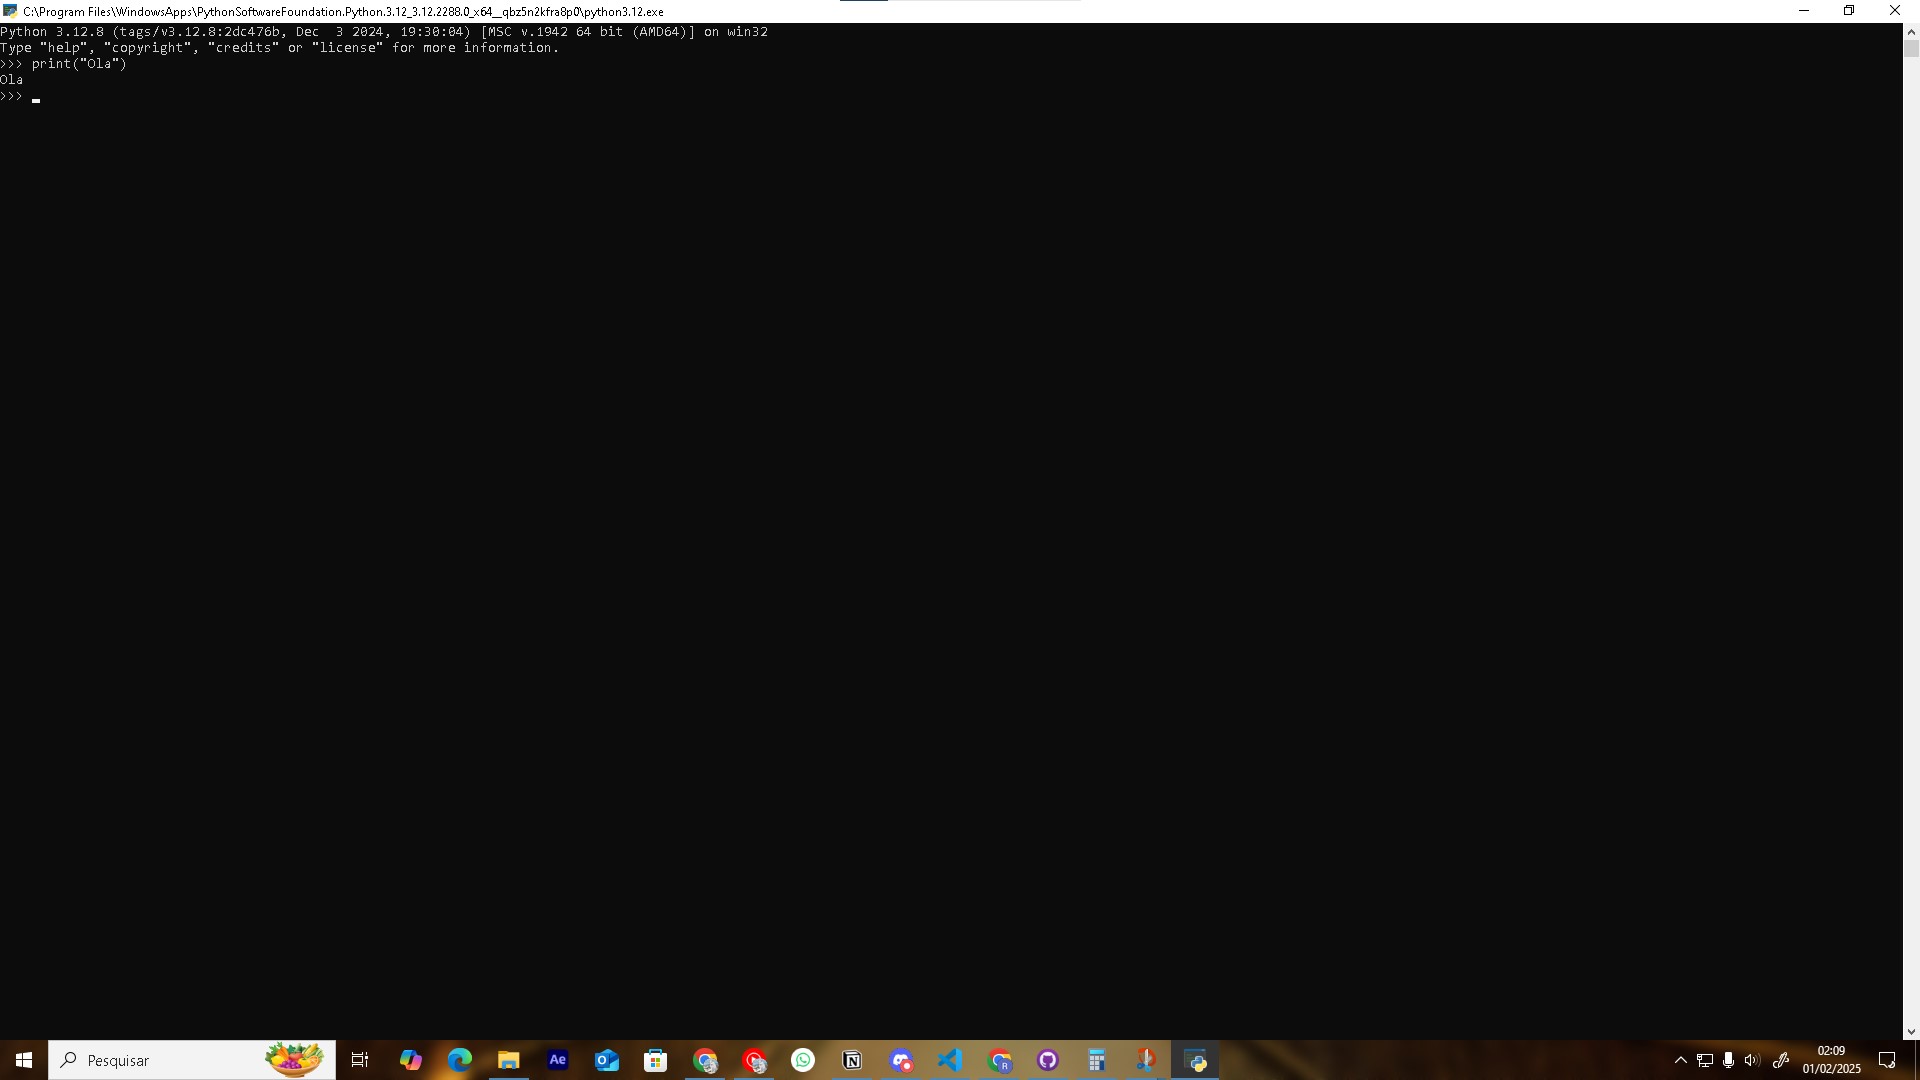 C:\Program Files\WindowsApps\PythonSoftwareFoundation.Python.3.12_3.12.2288.0_x64__qbz5n2kfra8p0\python3.12.exe
Python 3.12.8 (tags/v3.12.8:2dc476b, Dec  3 2024, 19:30:04) [MSC v.1942 64 bit (AMD64)] on win32
Type "help", "copyright", "credits" or "license" for more information.
>>> print("Ola")
Ola
>>>
Pesquisar
Ae
R
02:09
01/02/2025